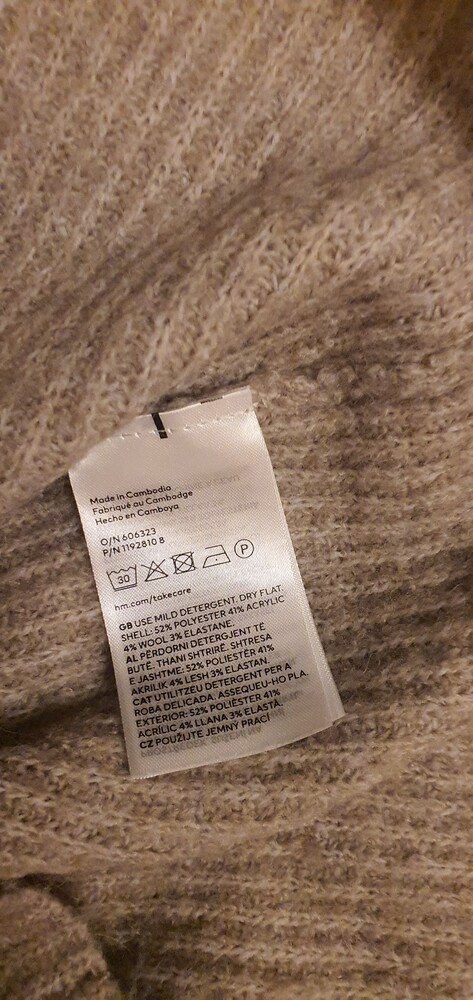 Made in Cambodia
Fabriqué au Cambodge
Hecho en Camboya
O/N 606323
P/N 1192810 8
30 P
hm.com/takecare
GB USE MILD DETERGENT. DRY FLAT.
SHELL: 52% POLYESTER 41% ACRYLIC
4% WOOL 3% ELASTANE.
AL PËRDORNI DETERGJENT TË
BUTË. THANI SHTRIRË. SHTRESA
E JASHTME: 52% POLIESTËR 41%
AKRILIK 4% LESH 3% ELASTAN.
CAT UTILITZEU DETERGENT PER A
ROBA DELICADA. ASSEQUEU-HO PLA.
EXTERIOR: 52% POLIÈSTER 41%
ACRÍLIC 4% LLANA 3% ELASTÀ.
CZ POUŽIJTE JEMNÝ PRACÍ